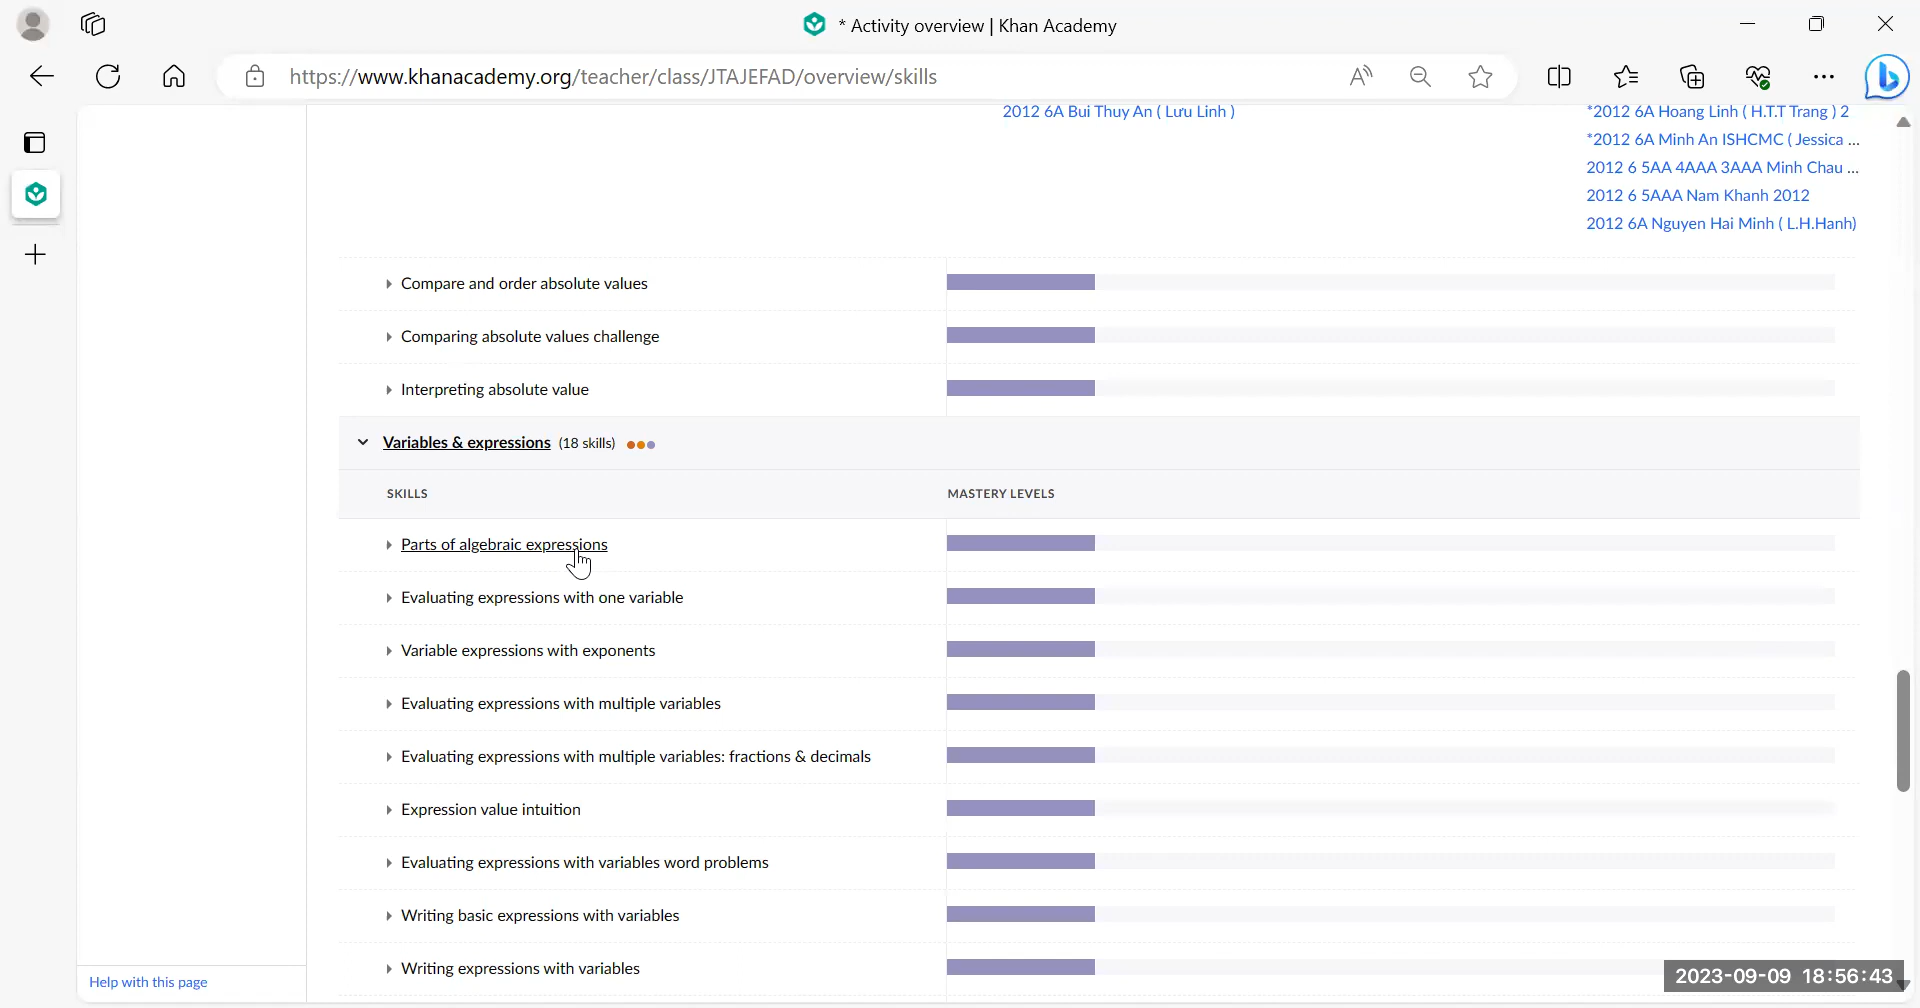 * Activity overview | Khan Academy
https://www.khanacademy.org/teacher/class/JTAJEFAD/overview/skills
2012 6A Bui Thuy An ( Lưu Linh )
*2012 6A Hoang Linh ( H.T.T Trang ) 2
*2012 6A Minh An ISHCMC ( Jessica ...
2012 6 5AA 4AAA 3AAA Minh Chau ...
2012 6 5AAA Nam Khanh 2012
2012 6A Nguyen Hai Minh ( L.H.Hanh)
Compare and order absolute values
Comparing absolute values challenge
Interpreting absolute value
Variables & expressions (18 skills)
SKILLS MASTERY LEVELS
Parts of algebraic expressions
Evaluating expressions with one variable
Variable expressions with exponents
Evaluating expressions with multiple variables
Evaluating expressions with multiple variables: fractions & decimals
Expression value intuition
Evaluating expressions with variables word problems
Writing basic expressions with variables
Writing expressions with variables
Help with this page
2023-09-09 18:56:43